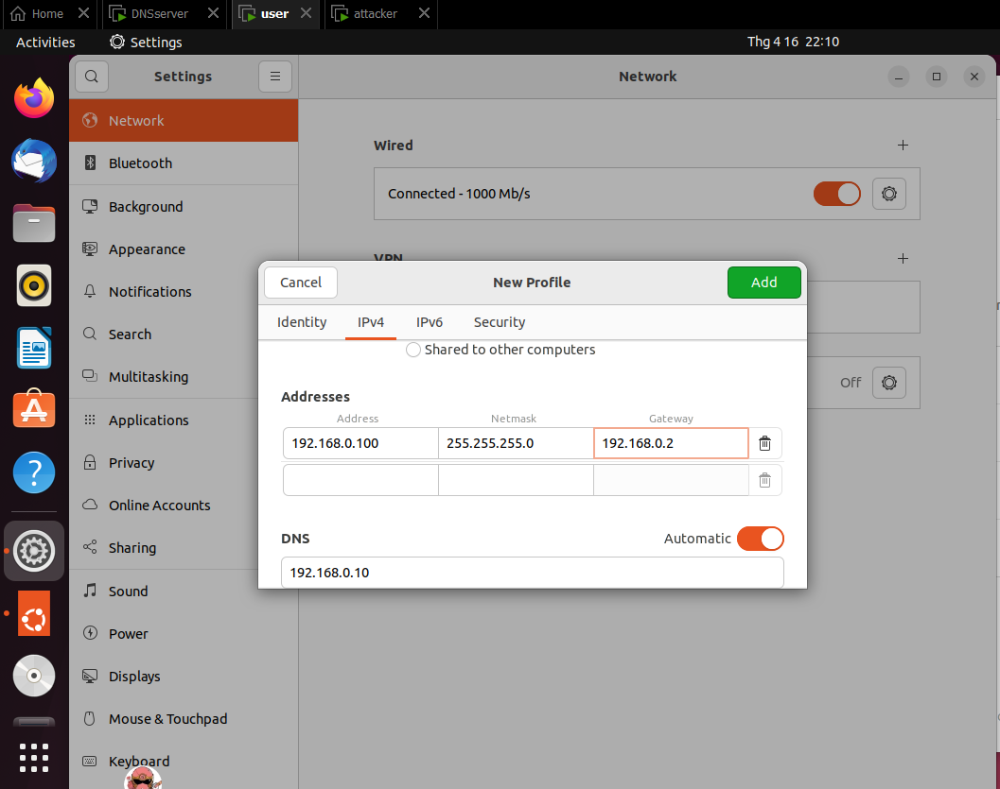 Home DNSserver user attacker
Activities Settings Thg 4 16 22:10
Settings Network
Network
Bluetooth
Background
Appearance
Notifications
Search
Multitasking
Applications
Privacy
Online Accounts
Sharing
Sound
Power
Displays
Mouse & Touchpad
Keyboard
Wired
Connected - 1000 Mb/s
VPN
Off
Cancel New Profile Add
Identity IPv4 IPv6 Security
Shared to other computers
Addresses
Address Netmask Gateway
192.168.0.100 255.255.255.0 192.168.0.2
DNS Automatic
192.168.0.10